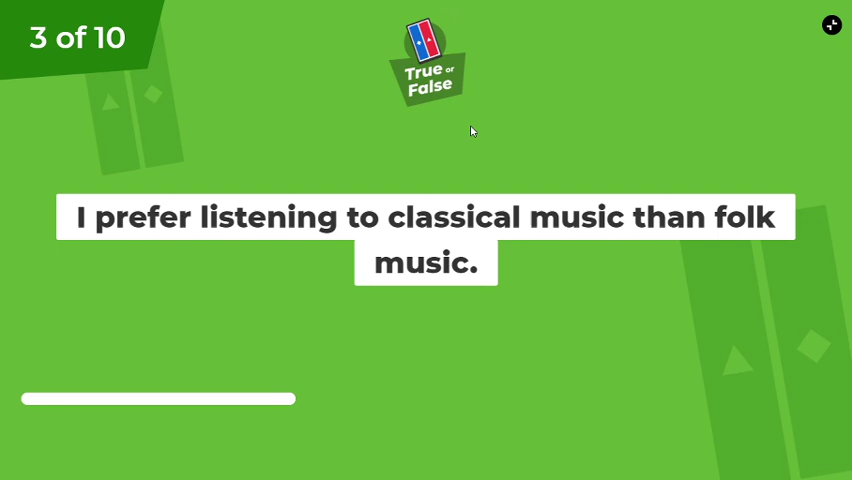 3 of 10
True or
False
I prefer listening to classical music than folk
music.